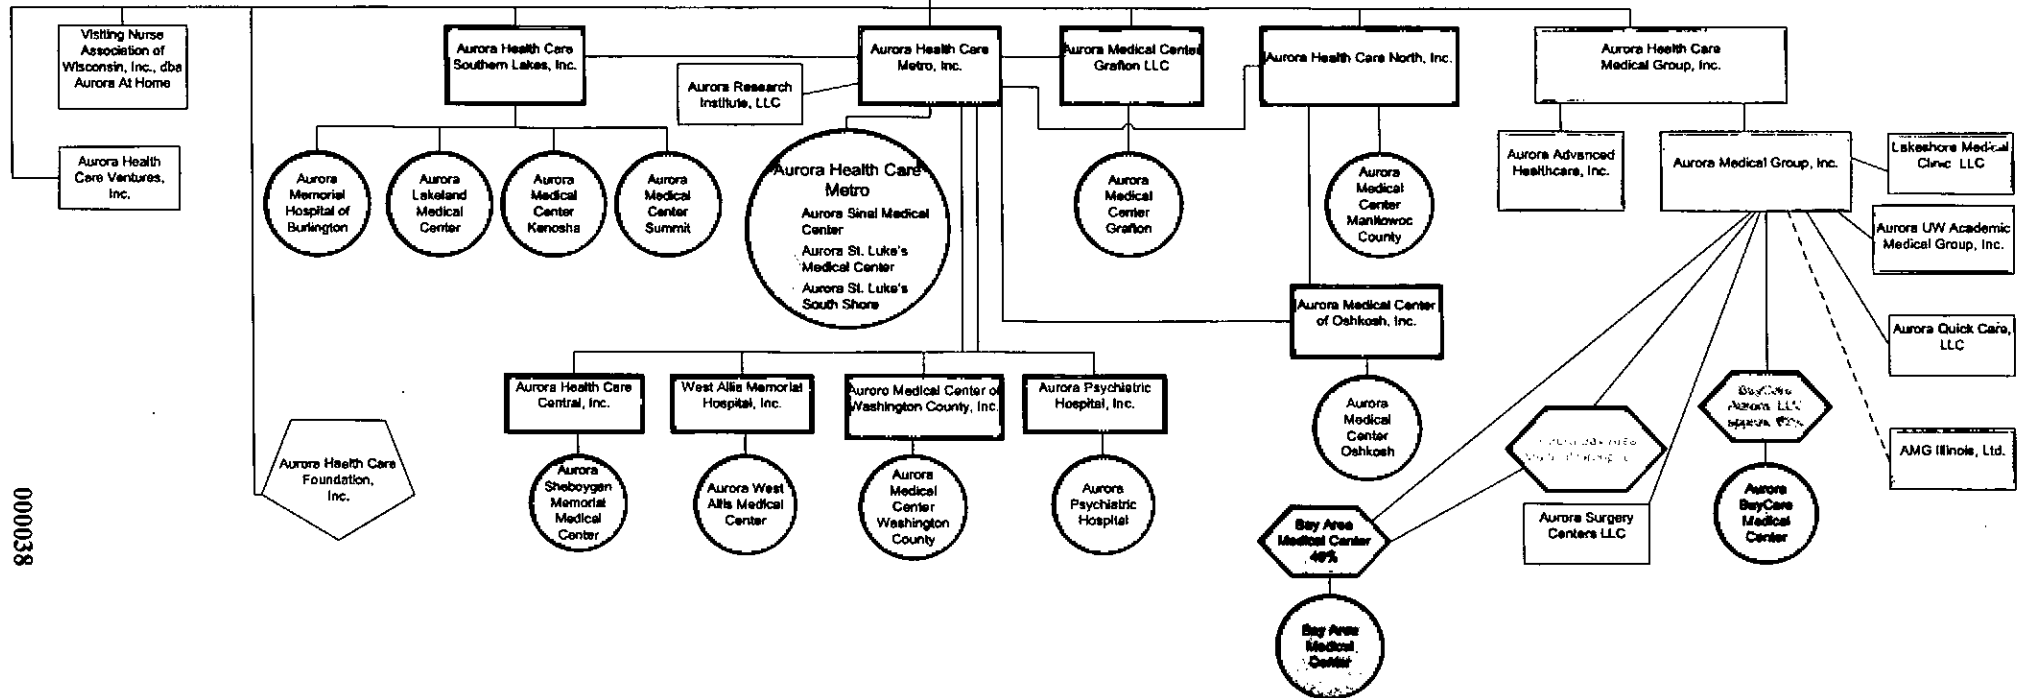 Visiting Nurse
Association of
Wisconsin, Inc., dba
Aurora At Home
Aurora Health Care
Southern Lakes, Inc.
Aurora Health Care
Metro, Inc.
Aurora Medical Center
Grafton LLC
Aurora Health Care North, Inc.
Aurora Health Care
Medical Group, Inc.
Aurora Research
Institute, LLC
Aurora Health
Care Ventures,
Inc.
Aurora
Memorial
Hospital of
Burlington
Aurora
Lakeland
Medical
Center
Aurora
Medical
Center
Kenosha
Aurora
Medical
Center
Summit
Aurora Health Care
Metro
Aurora Sinai Medical
Center
Aurora St. Luke's
Medical Center
Aurora St. Luke's
South Shore
Aurora
Medical
Center
Grafton
Aurora
Medical
Center
Manitowoc
County
Aurora Advanced
Healthcare, Inc.
Aurora Medical Group, Inc.
Lakeshore Medical
Clinic LLC
Aurora UW Academic
Medical Group, Inc.
Aurora Medical Center
of Oshkosh, Inc.
Aurora Quick Care,
LLC
Aurora Health Care
Central, Inc.
West Allis Memorial
Hospital, Inc.
Aurora Medical Center of
Washington County, Inc.
Aurora Psychiatric
Hospital, Inc.
Aurora
Medical
Center
Oshkosh
BayCare
Aurora, LLC
approx.
AMG Illinois, Ltd.
Aurora Health Care
Foundation,
Inc.
Aurora
Sheboygan
Memorial
Medical
Center
Aurora West
Allis Medical
Center
Aurora
Medical
Center
Washington
County
Aurora
Psychiatric
Hospital
Bay Area
Medical Center
49%
Aurora Surgery
Centers LLC
Aurora
BayCare
Medical
Center
Bay Area
Medical
Center
000038